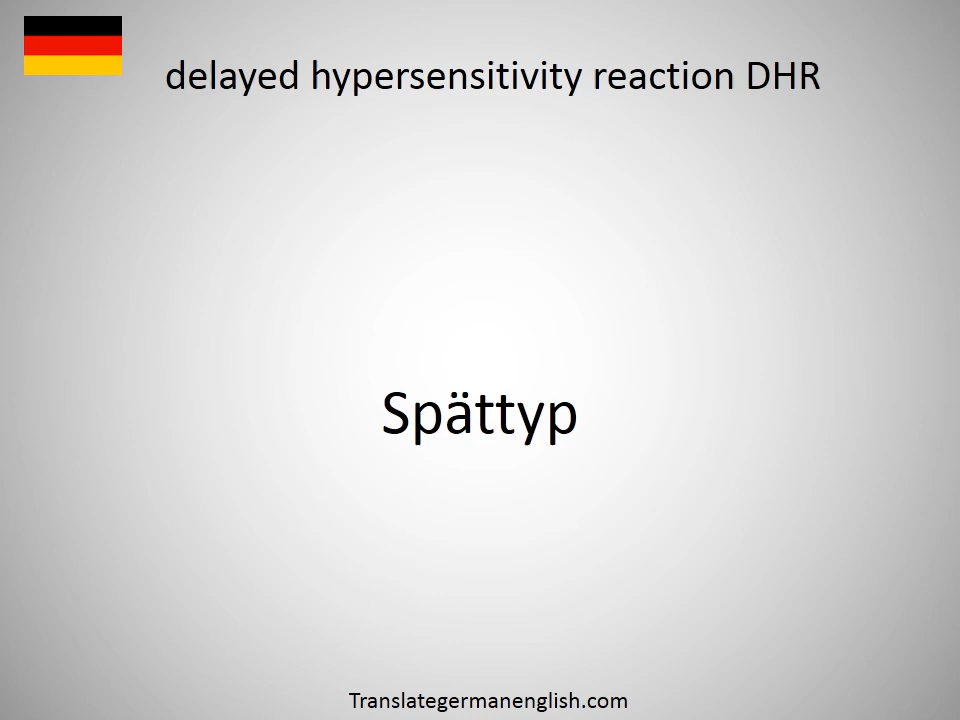 delayed hypersensitivity reaction DHR
Spättyp
Translategermanenglish.com